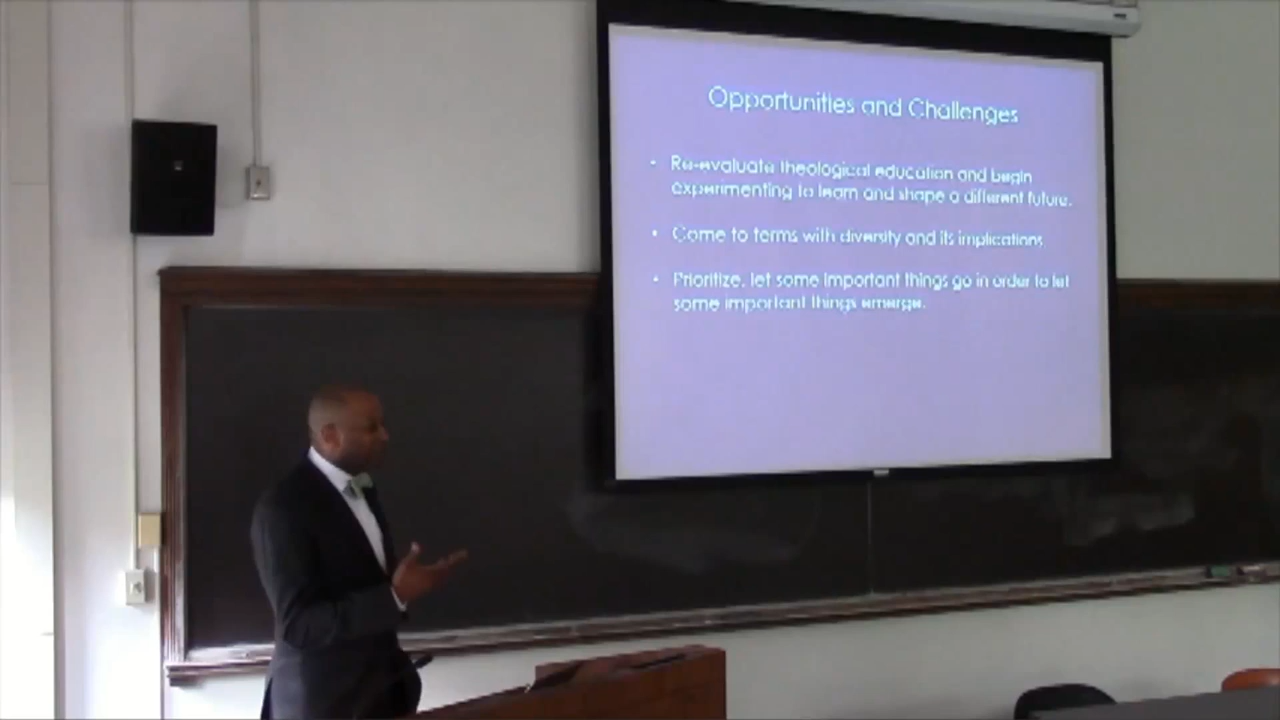 Opportunities and Challenges
• Re-evaluate theological education and begin
experimenting to learn and shape a different future.
• Come to terms with diversity and its implications
• Prioritize, let some important things go in order to let
some important things emerge.